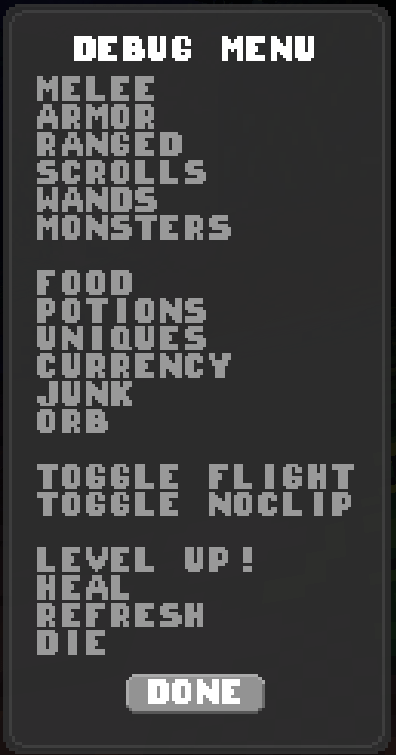 DEBUG MENU
MELEE
ARMOR
RANGED
SCROLLS
WANDS
MONSTERS
FOOD
POTIONS
UNIQUES
CURRENCY
JUNK
ORB
TOGGLE FLIGHT
TOGGLE NOCLIP
LEVEL UP!
HEAL
REFRESH
DIE
DONE